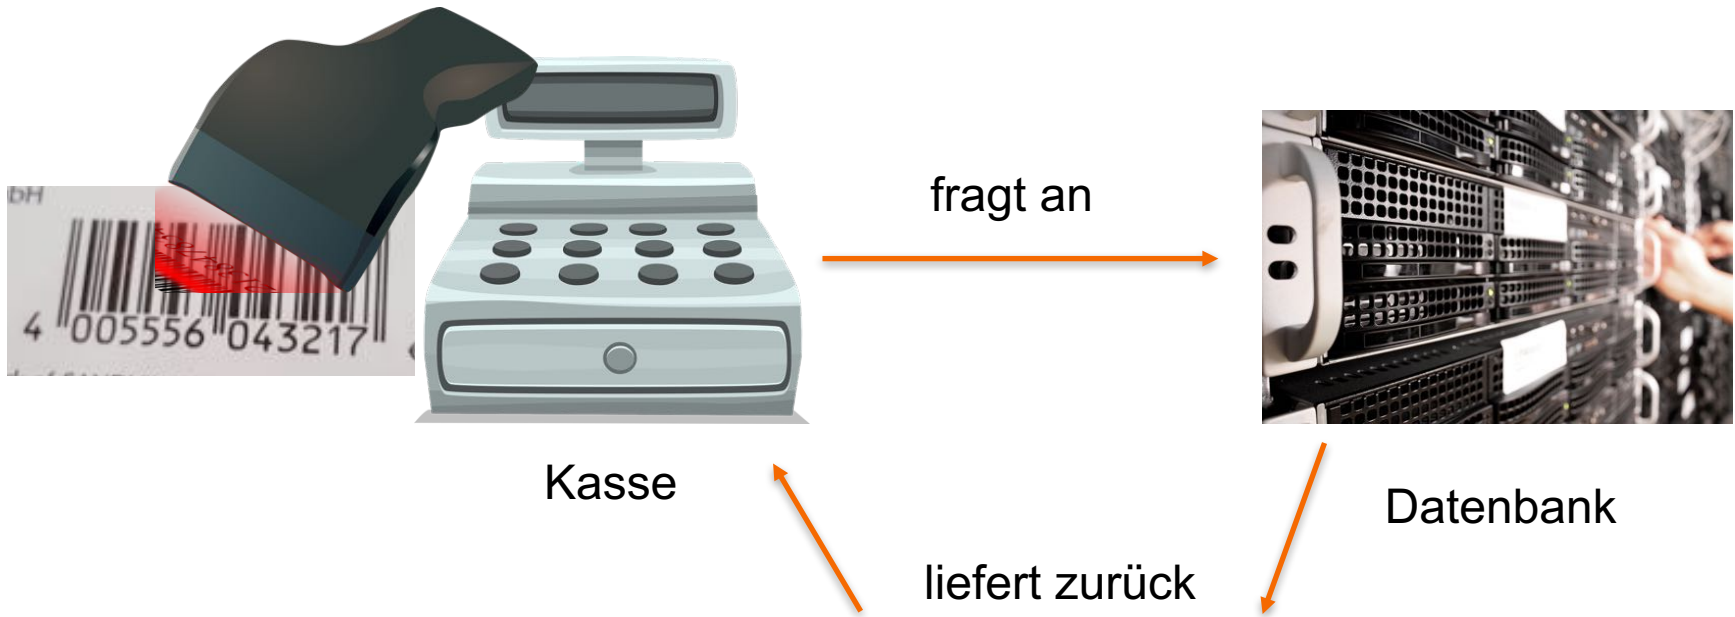 bH
4 005556 043217
fragt an
Kasse
Datenbank
liefert zurück